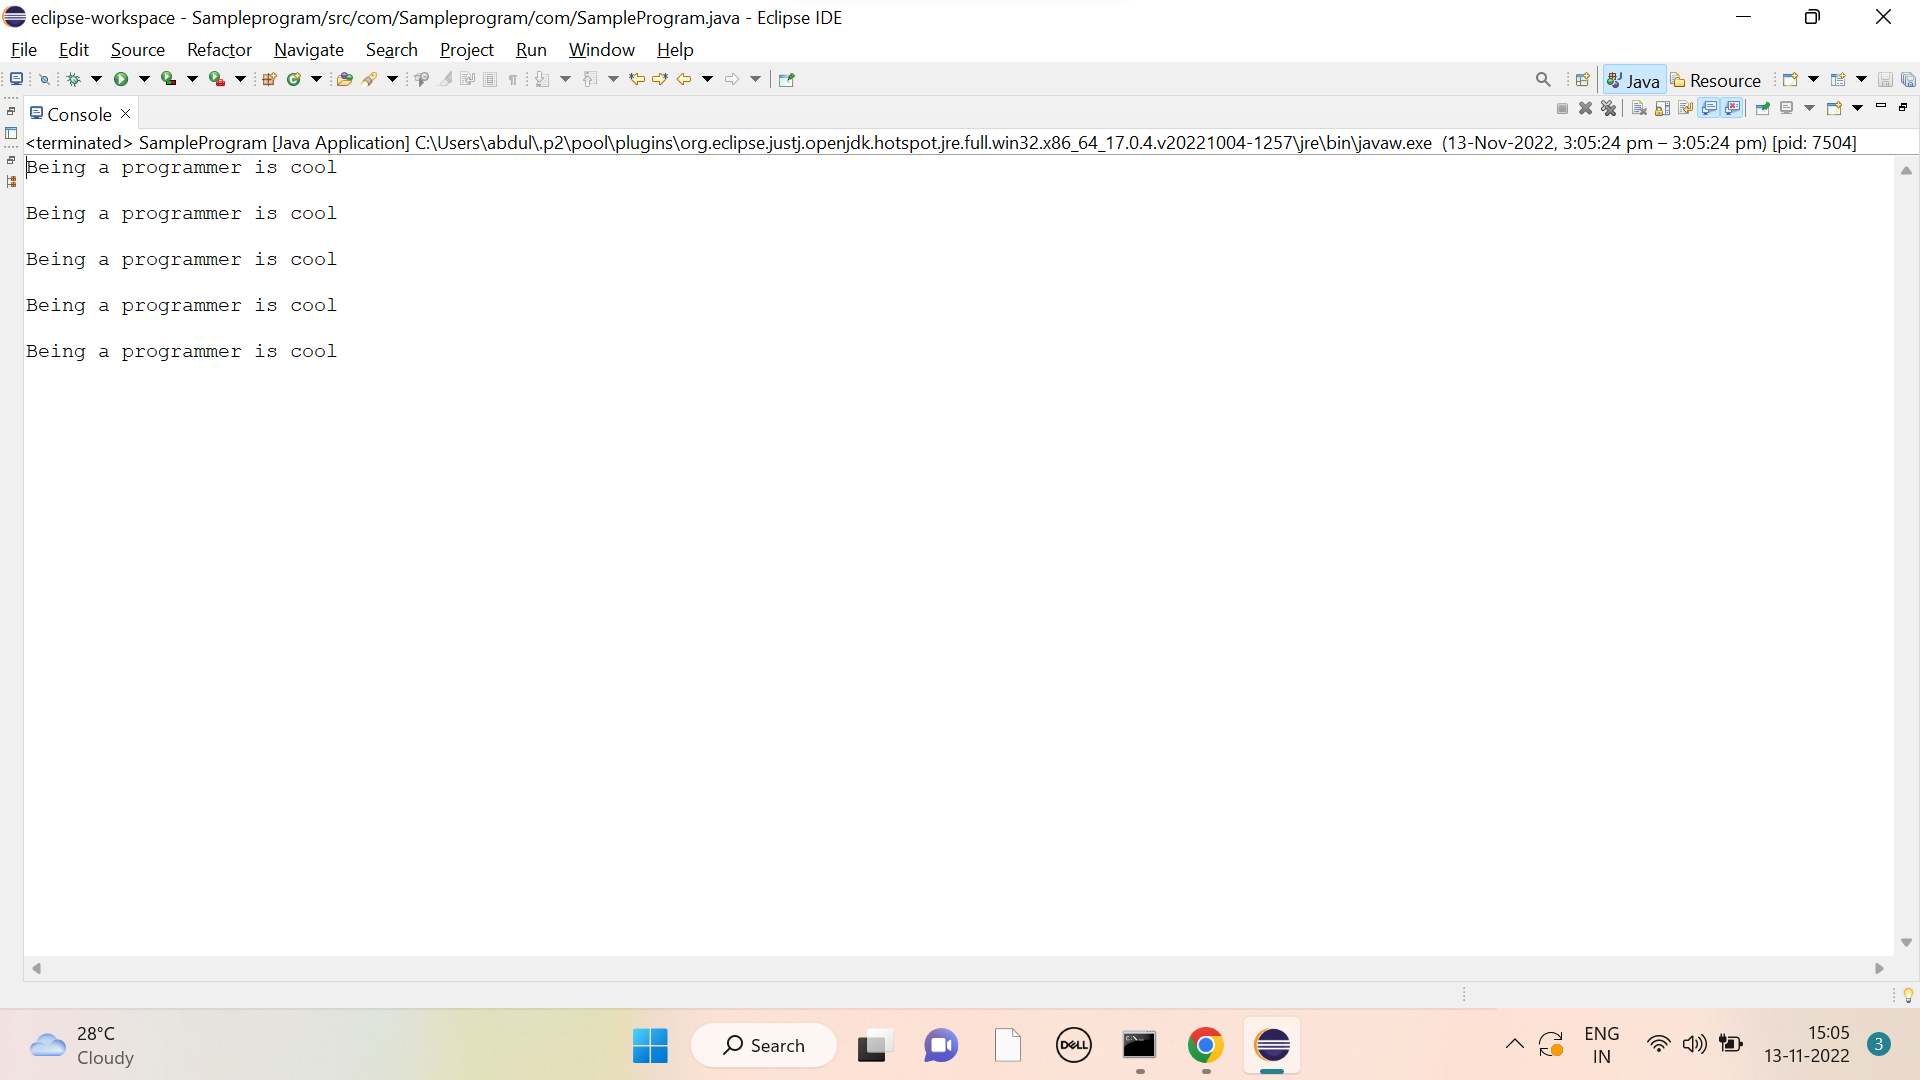 eclipse-workspace - Sampleprogram/src/com/Sampleprogram/com/SampleProgram.java - Eclipse IDE
File Edit Source Refactor Navigate Search Project Run Window Help
Java Resource
Console
<terminated> SampleProgram [Java Application] C:\Users\abdul\.p2\pool\plugins\org.eclipse.justj.openjdk.hotspot.jre.full.win32.x86_64_17.0.4.v20221004-1257\jre\bin\javaw.exe (13-Nov-2022, 3:05:24 pm – 3:05:24 pm) [pid: 7504]
Being a programmer is cool
Being a programmer is cool
Being a programmer is cool
Being a programmer is cool
Being a programmer is cool
28°C
Cloudy
Search
DELL
ENG
IN
15:05
13-11-2022
3